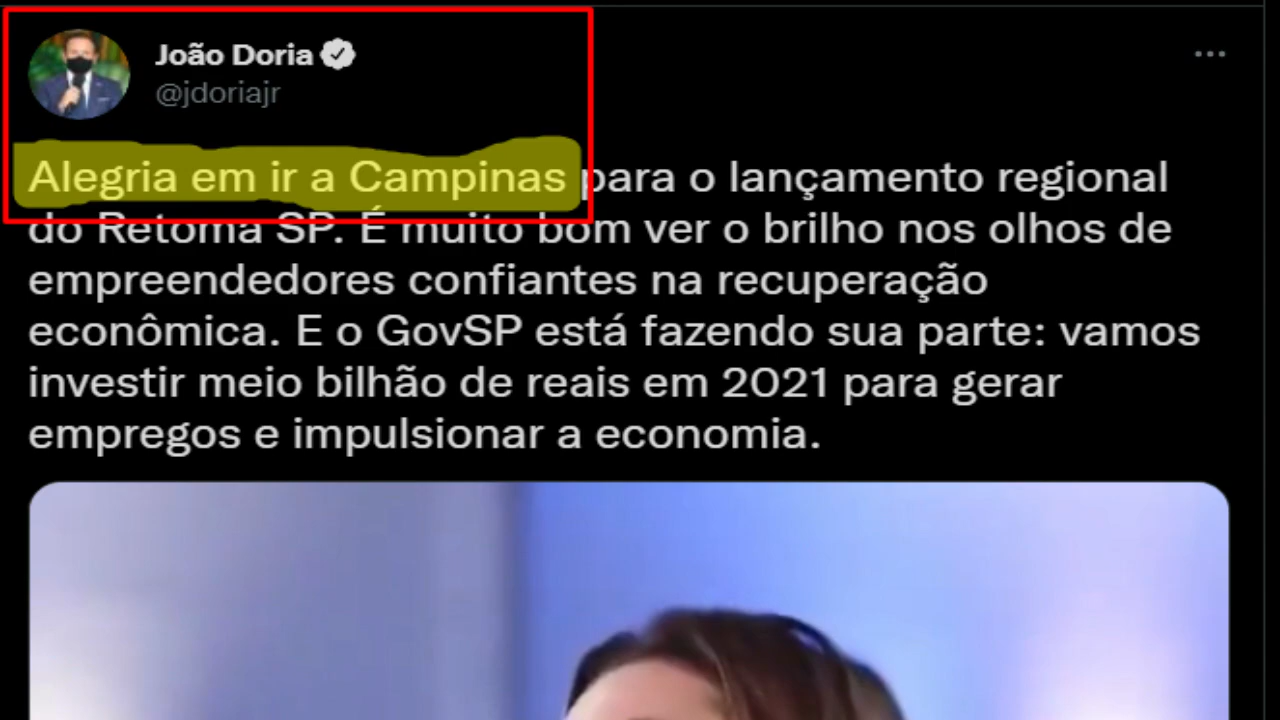 João Doria
@jdoriajr
Alegria em ir a Campinas para o lançamento regional
do Retoma SP. É muito bom ver o brilho nos olhos de
empreendedores confiantes na recuperação
econômica. E o GovSP está fazendo sua parte: vamos
investir meio bilhão de reais em 2021 para gerar
empregos e impulsionar a economia.